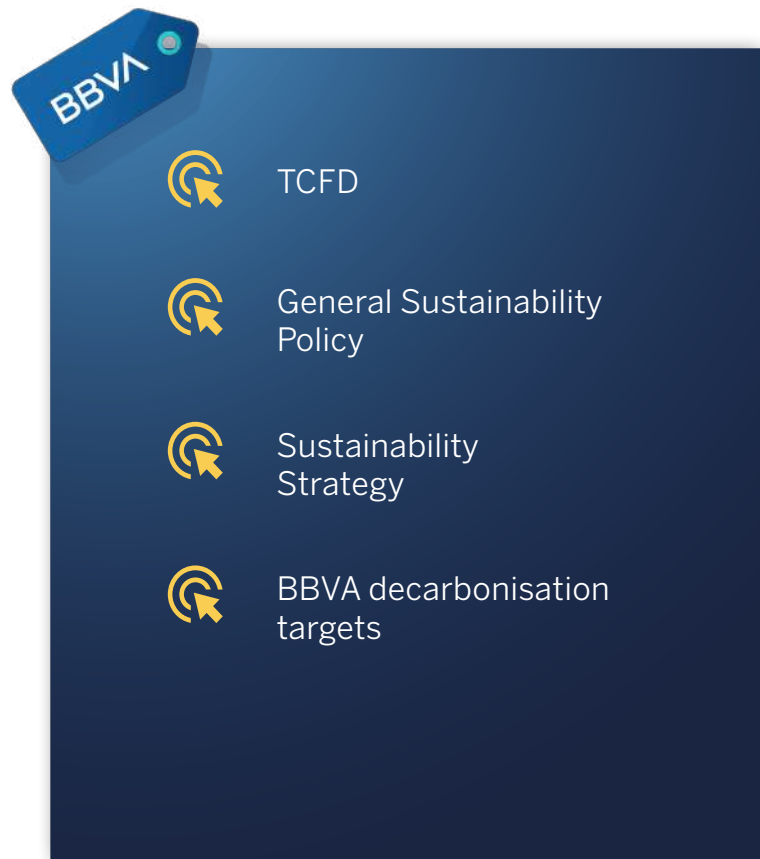 BBVA
TCFD
General Sustainability
Policy
Sustainability
Strategy
BBVA decarbonisation
targets